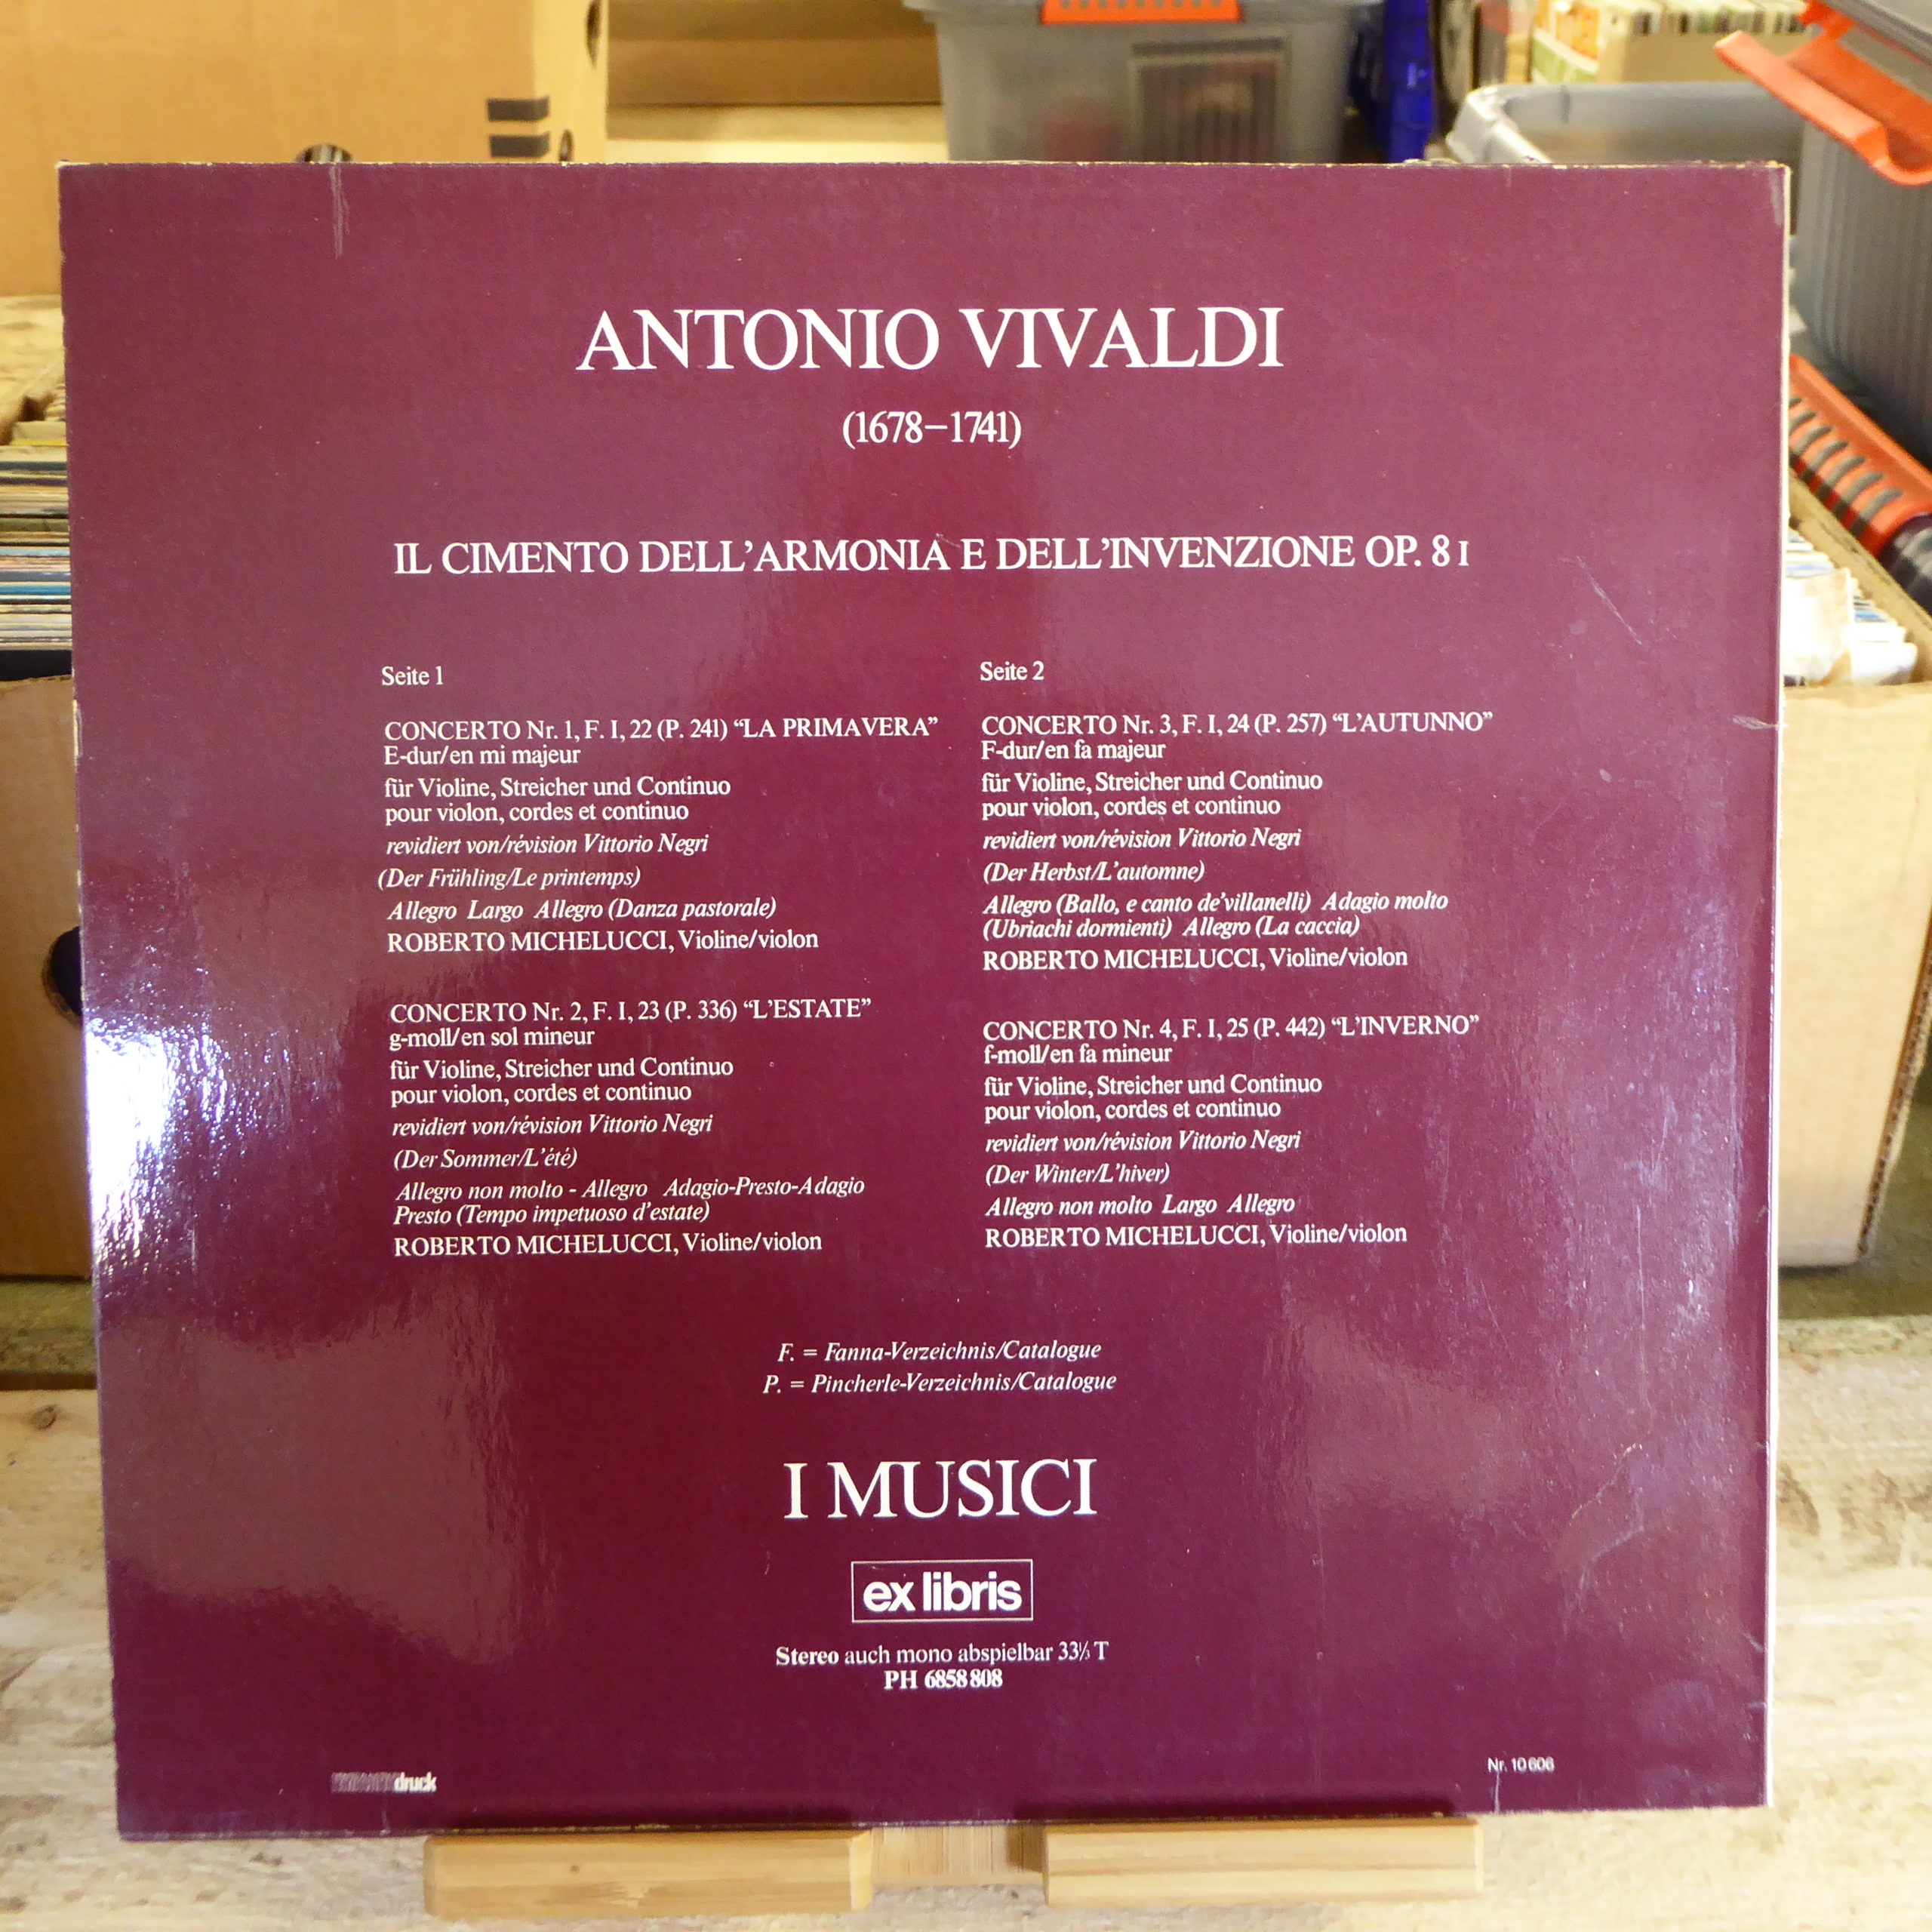 ANTONIO VIVALDI
(1678–1741)
IL CIMENTO DELL'ARMONIA E DELL'INVENZIONE OP. 8 I
Seite 1
CONCERTO Nr. 1, F. I, 22 (P. 241) “LA PRIMAVERA”
E-dur/en mi majeur
für Violine, Streicher und Continuo
pour violon, cordes et continuo
revidiert von/révision Vittorio Negri
(Der Frühling/Le printemps)
Allegro Largo Allegro (Danza pastorale)
ROBERTO MICHELUCCI, Violine/violon
CONCERTO Nr. 2, F. I, 23 (P. 336) “L'ESTATE”
g-moll/en sol mineur
für Violine, Streicher und Continuo
pour violon, cordes et continuo
revidiert von/révision Vittorio Negri
(Der Sommer/L'été)
Allegro non molto - Allegro Adagio-Presto-Adagio
Presto (Tempo impetuoso d'estate)
ROBERTO MICHELUCCI, Violine/violon
Seite 2
CONCERTO Nr. 3, F. I, 24 (P. 257) “L'AUTUNNO”
F-dur/en fa majeur
für Violine, Streicher und Continuo
pour violon, cordes et continuo
revidiert von/révision Vittorio Negri
(Der Herbst/L'automne)
Allegro (Ballo, e canto de'villanelli) Adagio molto
(Ubriachi dormienti) Allegro (La caccia)
ROBERTO MICHELUCCI, Violine/violon
CONCERTO Nr. 4, F. I, 25 (P. 442) “L'INVERNO”
f-moll/en fa mineur
für Violine, Streicher und Continuo
pour violon, cordes et continuo
revidiert von/révision Vittorio Negri
(Der Winter/L'hiver)
Allegro non molto Largo Allegro
ROBERTO MICHELUCCI, Violine/violon
F. = Fanna-Verzeichnis/Catalogue
P. = Pincherle-Verzeichnis/Catalogue
I MUSICI
ex libris
Stereo auch mono abspielbar 33⅓ T
PH 6858 808
Nr. 10 606